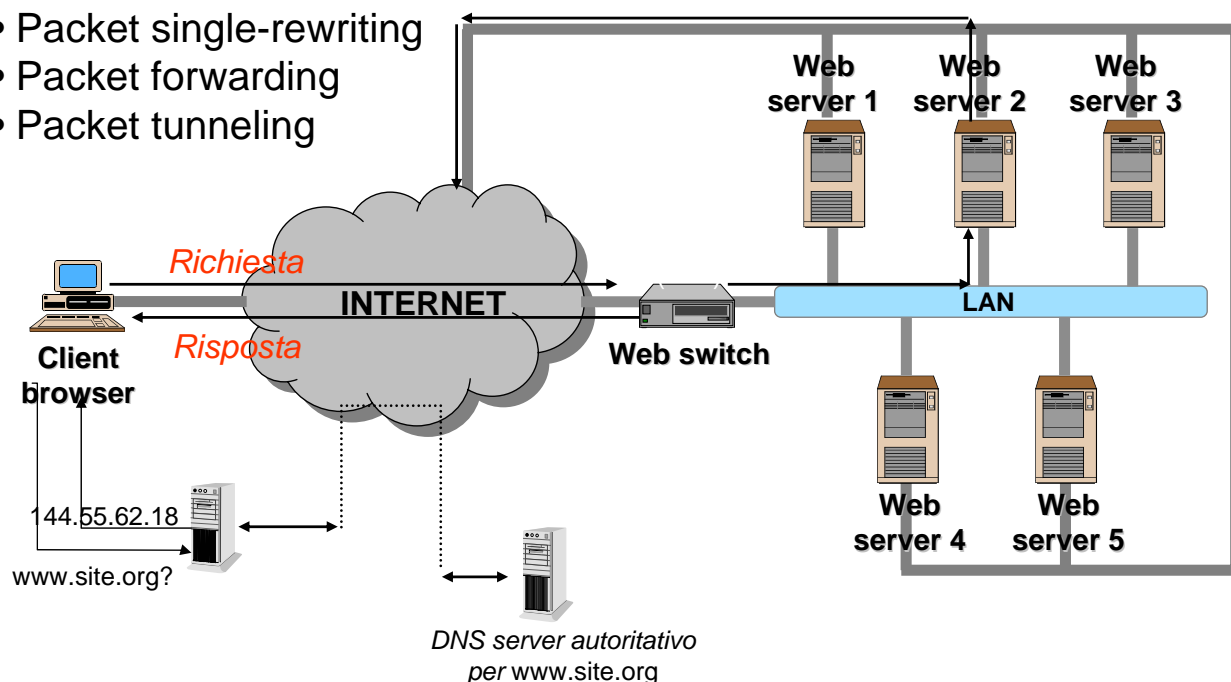 • Packet single-rewriting
• Packet forwarding
• Packet tunneling
Web
server 1
Web
server 2
Web
server 3
Richiesta
INTERNET
LAN
Risposta
Client
browser
Web switch
144.55.62.18
www.site.org?
Web
server 4
Web
server 5
DNS server autoritativo
per www.site.org